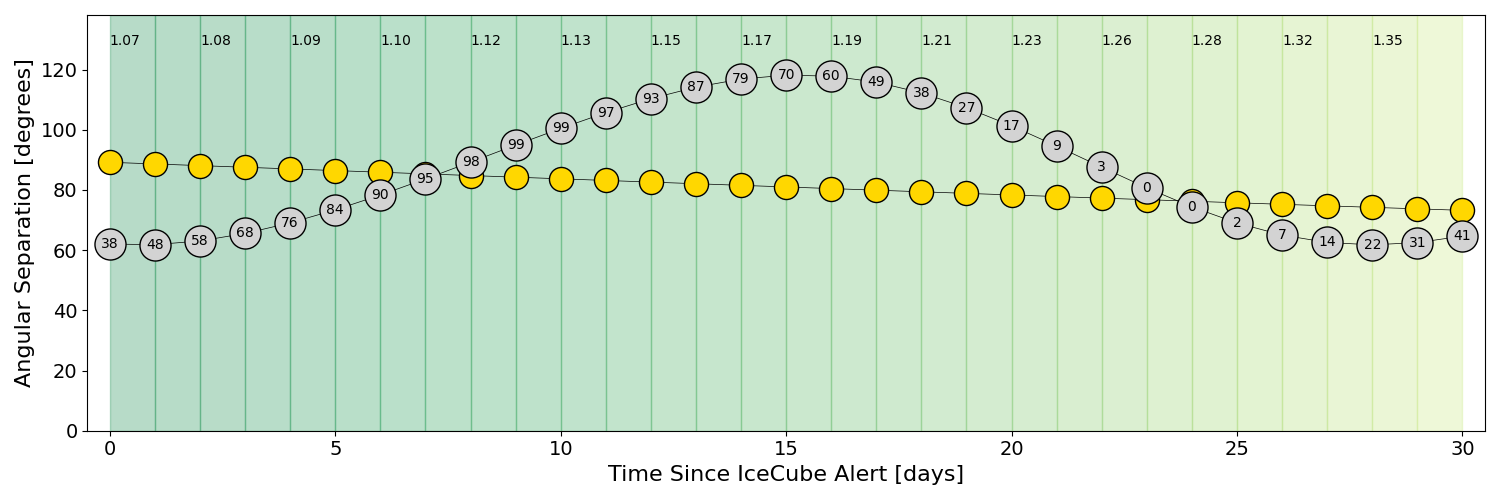 1.07 1.08 1.09 1.10 1.12 1.13 1.15 1.17 1.19 1.21 1.23 1.26 1.28 1.32 1.35
Angular Separation [degrees]
120
100
80
60
40
20
0
38 48 58 68 76 84 90 95 98 99 99 97 93 87 79 70 60 49 38 27 17 9 3 0 0 2 7 14 22 31 41
0 5 10 15 20 25 30
Time Since IceCube Alert [days]